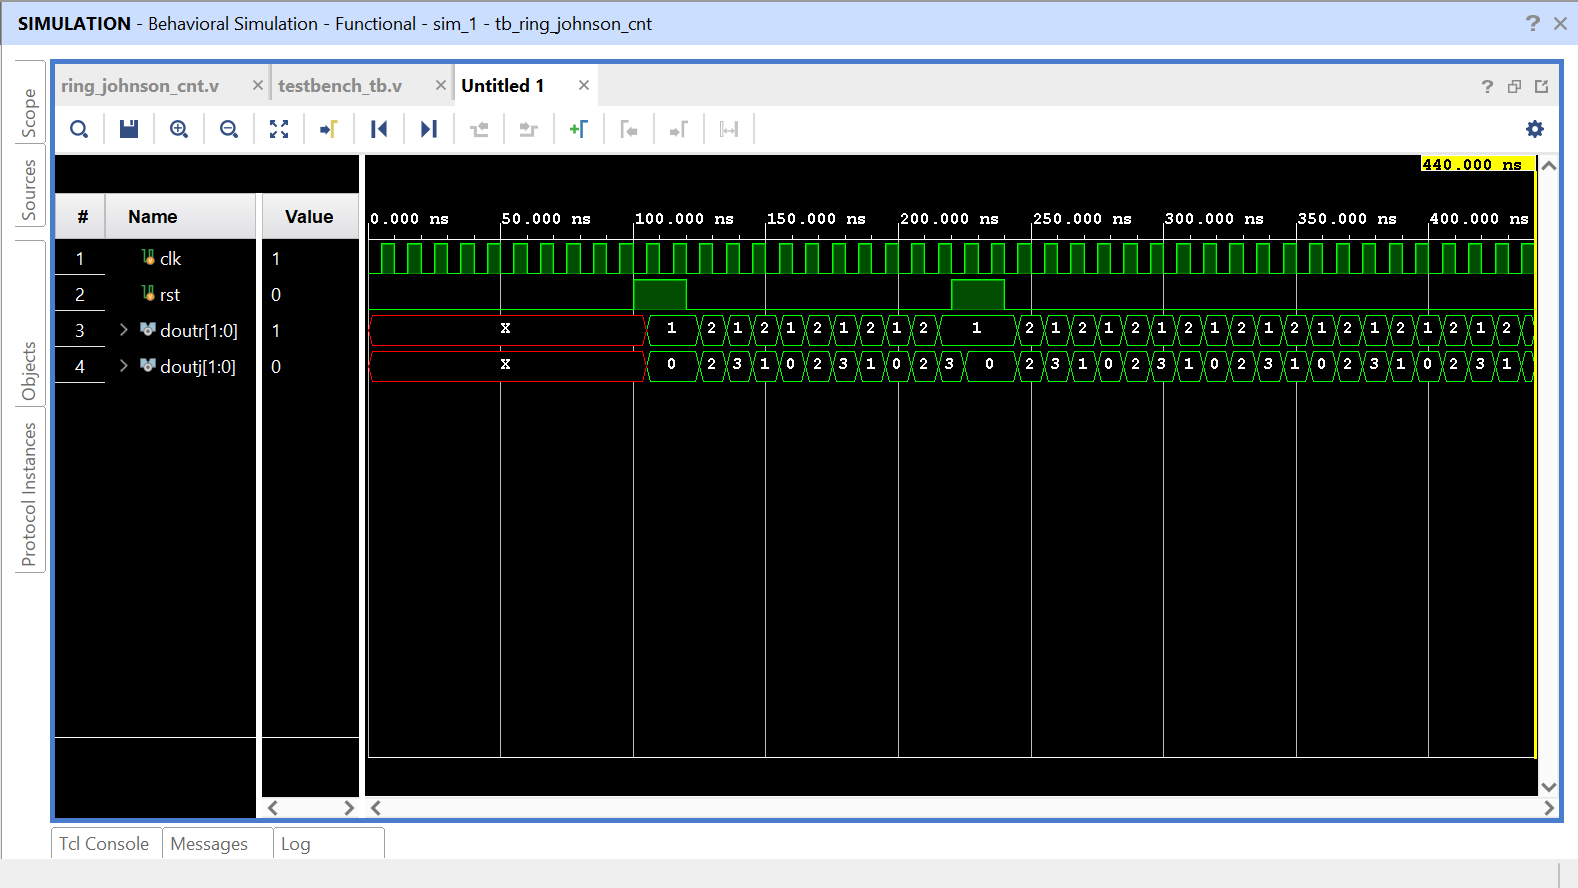 SIMULATION - Behavioral Simulation - Functional - sim_1 - tb_ring_johnson_cnt
? ×
Scope
Sources
Objects
Protocol Instances
ring_johnson_cnt.v × testbench_tb.v × Untitled 1 ×
?
440.000 ns
# Name Value
0.000 ns 50.000 ns 100.000 ns 150.000 ns 200.000 ns 250.000 ns 300.000 ns 350.000 ns 400.000 ns
1 clk 1
2 rst 0
3 doutr[1:0] 1 X 1 2 1 2 1 2 1 2 1 2 1 2 1 2 1 2 1 2 1 2 1 2 1 2 1 2 1 2 1 2
4 doutj[1:0] 0 X 0 2 3 1 0 2 3 1 0 2 3 0 2 3 1 0 2 3 1 0 2 3 1 0 2 3 1 0 2 3 1
Tcl Console Messages Log